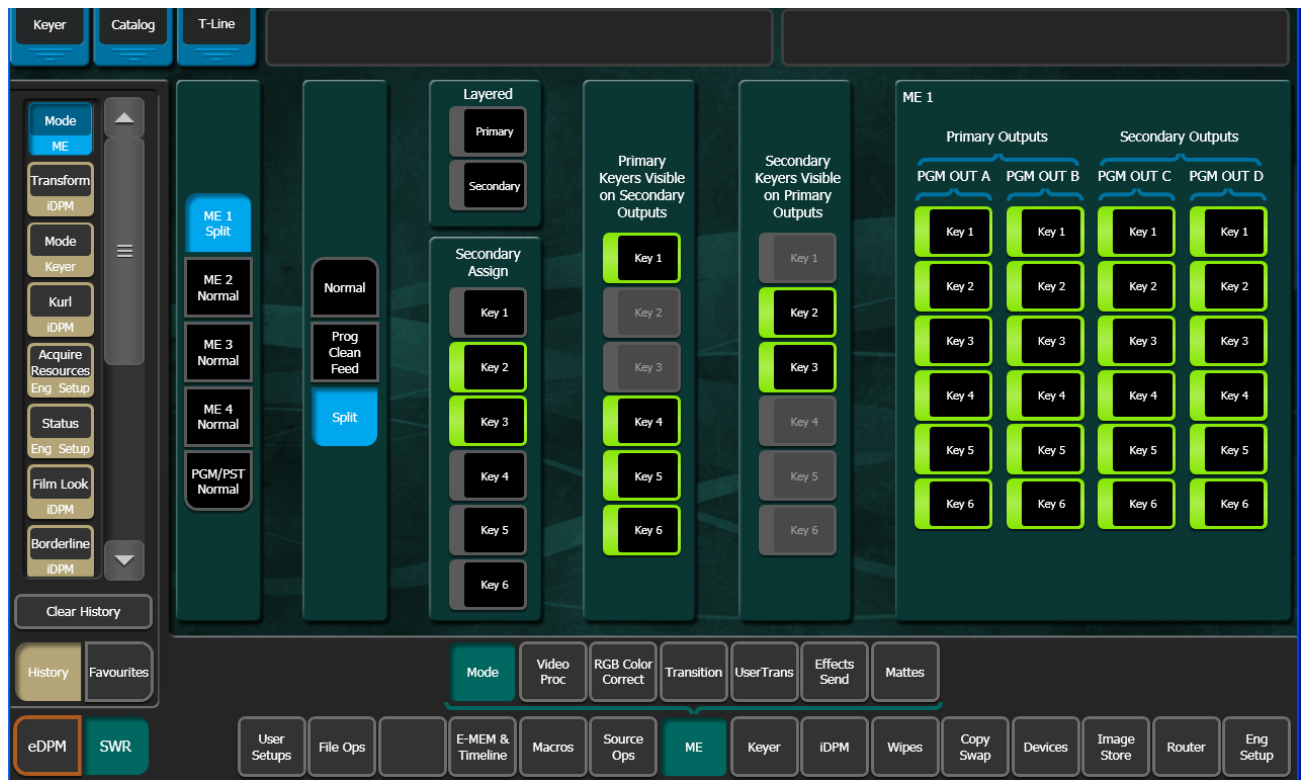 Keyer
Catalog
T-Line
Mode
ME
Transform
iDPM
Mode
Keyer
Kurl
iDPM
Acquire
Resources
Eng Setup
Status
Eng Setup
Film Look
iDPM
Borderline
iDPM
Clear History
History
Favourites
eDPM
SWR
ME 1
Split
ME 2
Normal
ME 3
Normal
ME 4
Normal
PGM/PST
Normal
Normal
Prog
Clean
Feed
Split
Layered
Primary
Secondary
Secondary
Assign
Key 1
Key 2
Key 3
Key 4
Key 5
Key 6
Primary
Keyers Visible
on Secondary
Outputs
Key 1
Key 2
Key 3
Key 4
Key 5
Key 6
Secondary
Keyers Visible
on Primary
Outputs
Key 1
Key 2
Key 3
Key 4
Key 5
Key 6
ME 1
Primary Outputs
Secondary Outputs
PGM OUT A
PGM OUT B
PGM OUT C
PGM OUT D
Key 1
Key 1
Key 1
Key 1
Key 2
Key 2
Key 2
Key 2
Key 3
Key 3
Key 3
Key 3
Key 4
Key 4
Key 4
Key 4
Key 5
Key 5
Key 5
Key 5
Key 6
Key 6
Key 6
Key 6
Mode
Video
Proc
RGB Color
Correct
Transition
UserTrans
Effects
Send
Mattes
User
Setups
File Ops
E-MEM &
Timeline
Macros
Source
Ops
ME
Keyer
iDPM
Wipes
Copy
Swap
Devices
Image
Store
Router
Eng
Setup